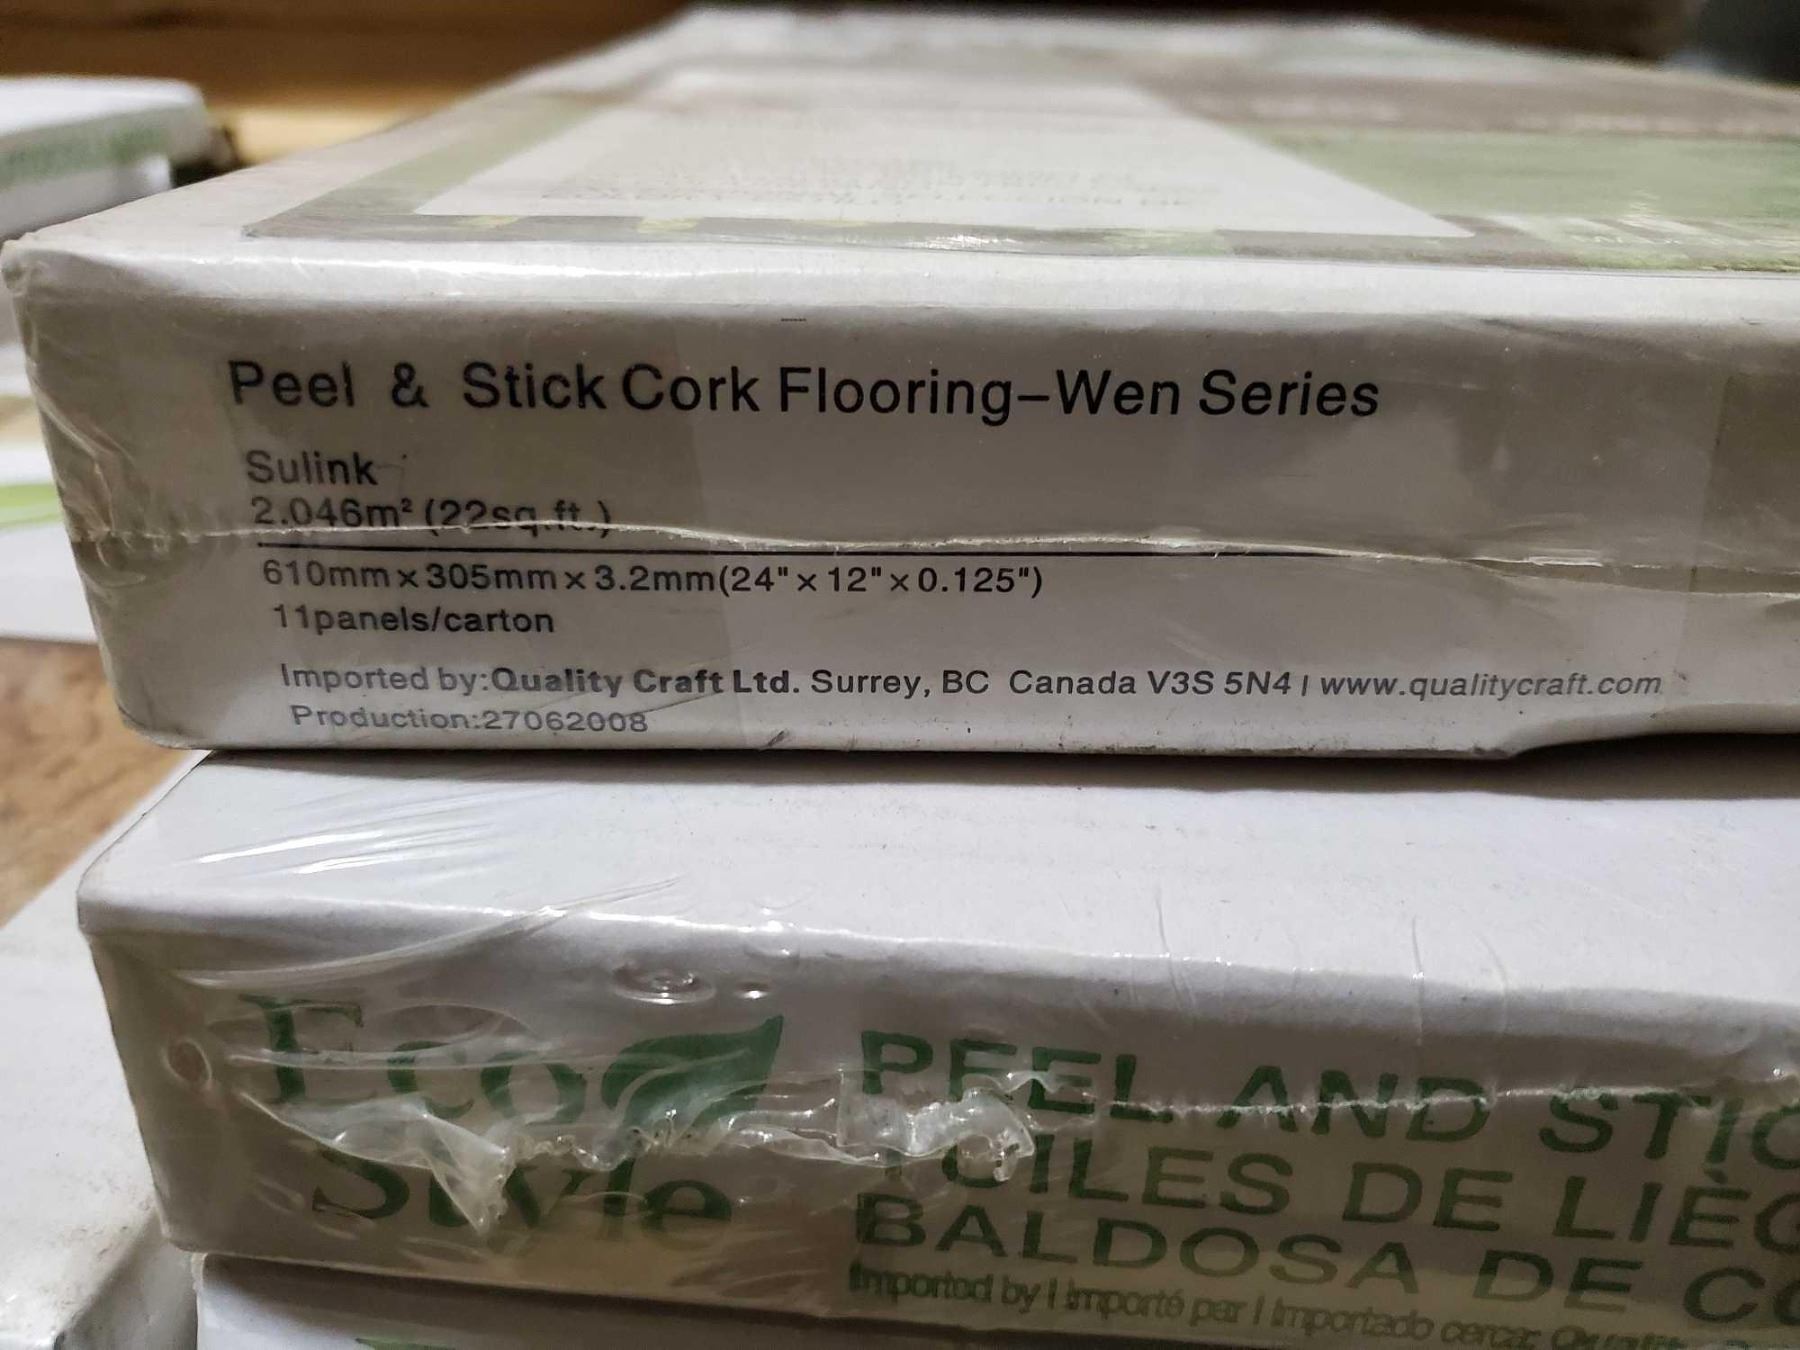 Peel & Stick Cork Flooring-Wen Series
Sulink
2.046m² (22sq.ft.)
610mm x 305mm x 3.2mm(24" x 12" x 0.125")
11panels/carton
Imported by:Quality Craft Ltd. Surrey, BC Canada V3S 5N4 | www.qualitycraft.com
Production:27062008
Eco
Style
PEEL AND
DE
BALDOSA DE
Imported by | Importé par | Importado